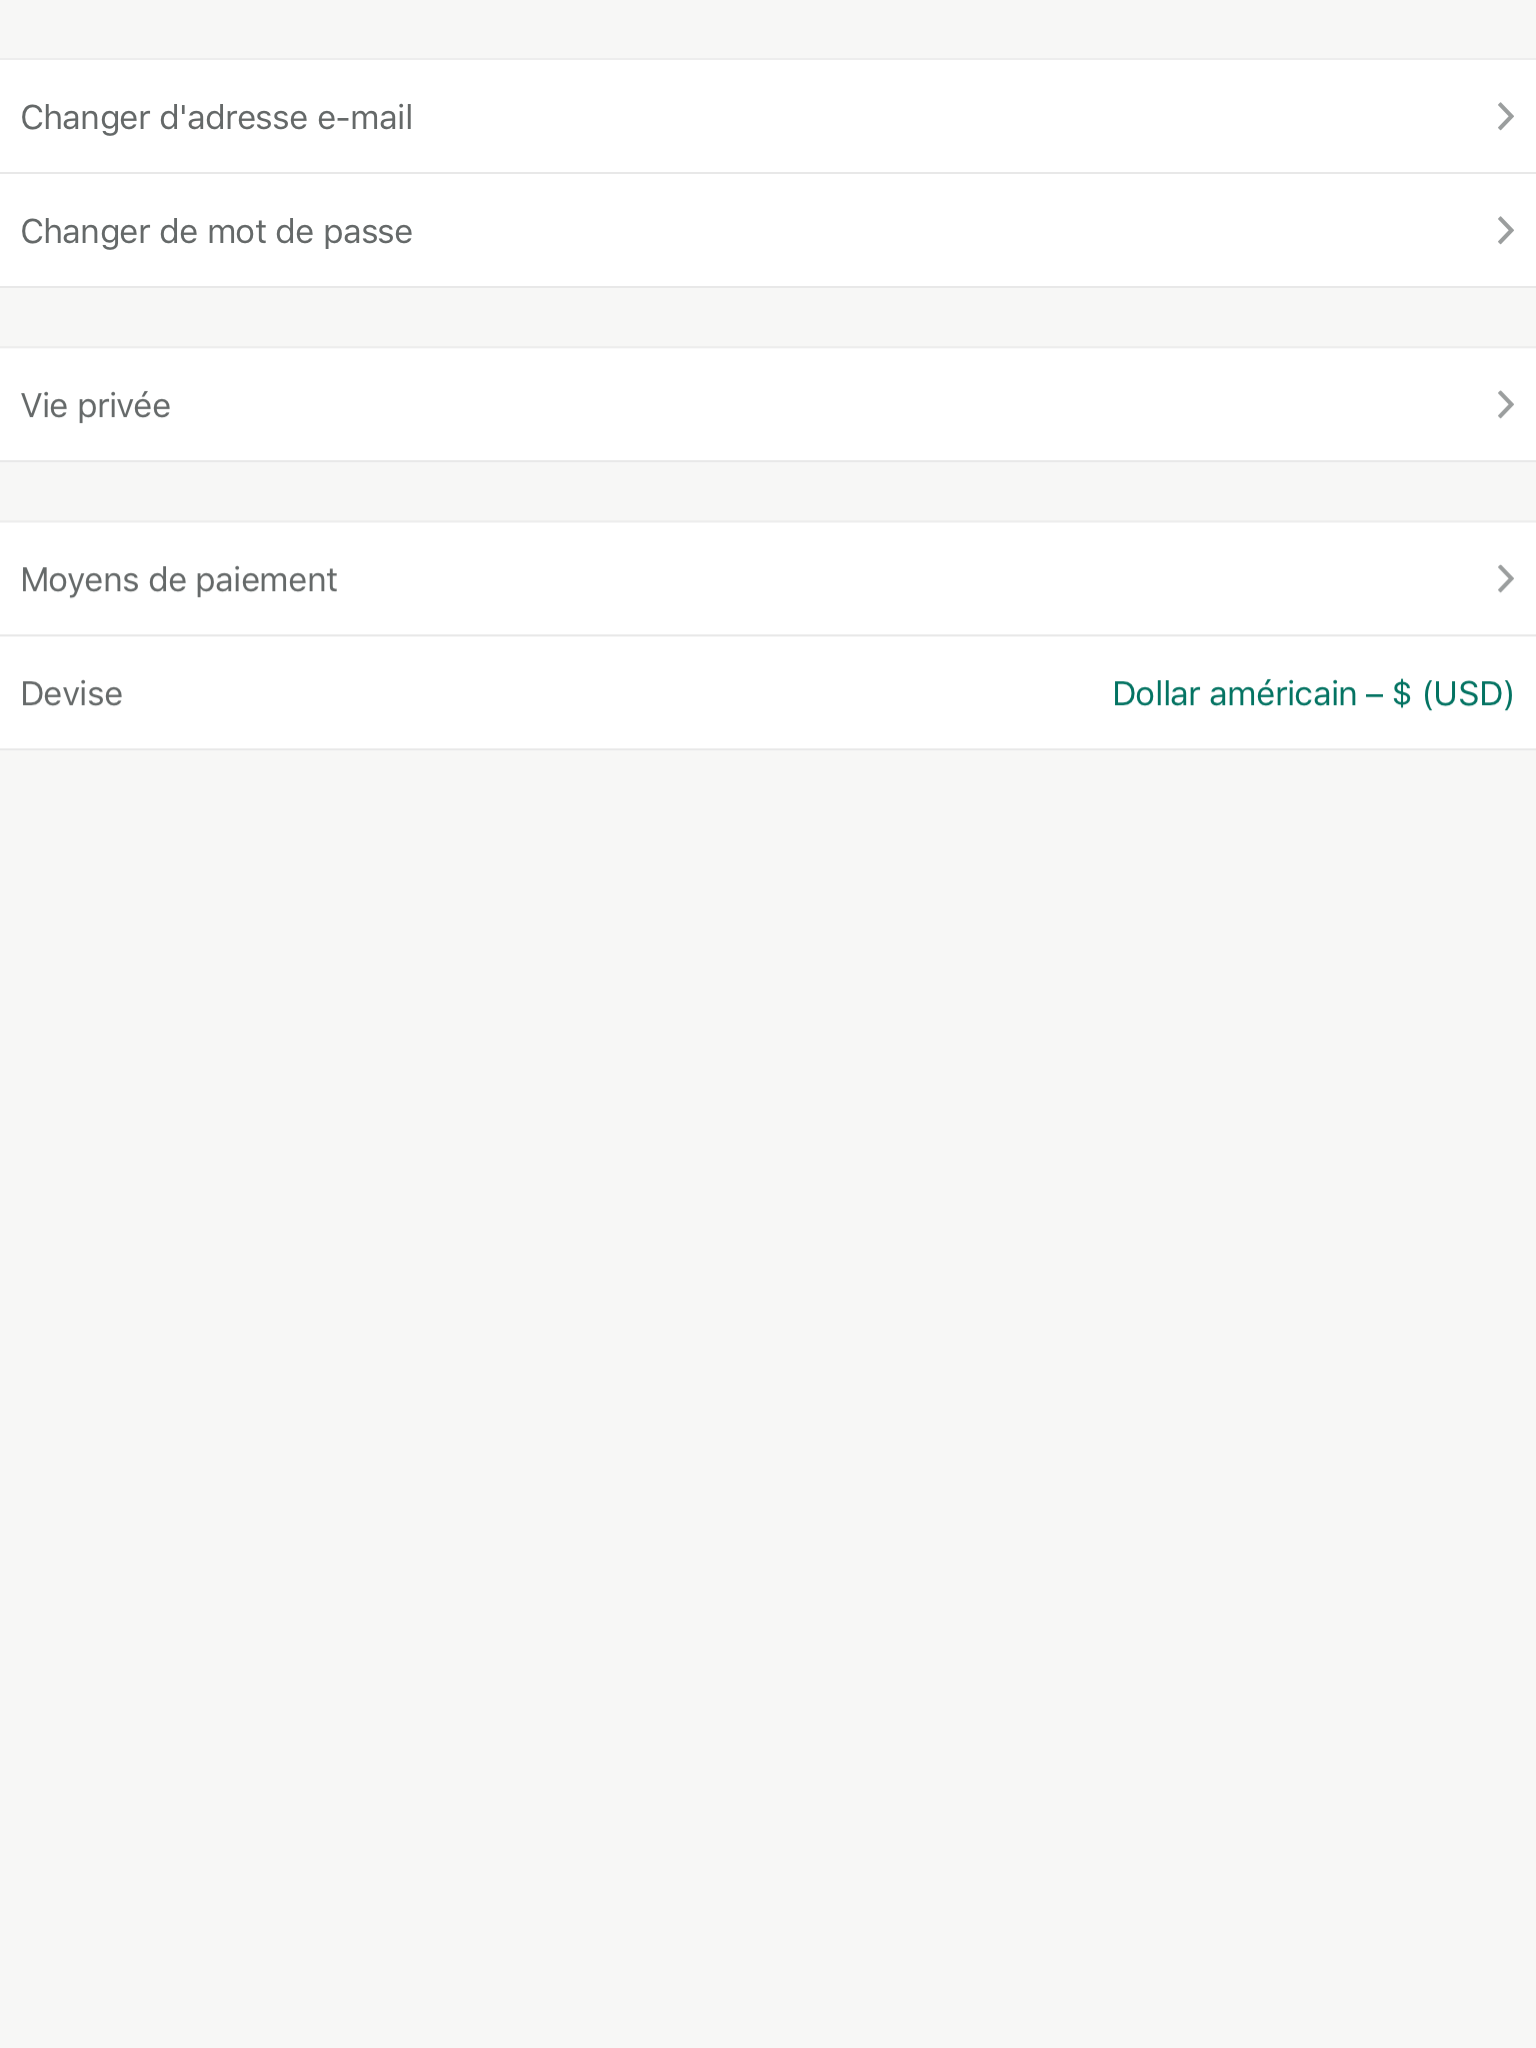 Changer d'adresse e-mail
Changer de mot de passe
Vie privée
Moyens de paiement
Devise Dollar américain – $ (USD)